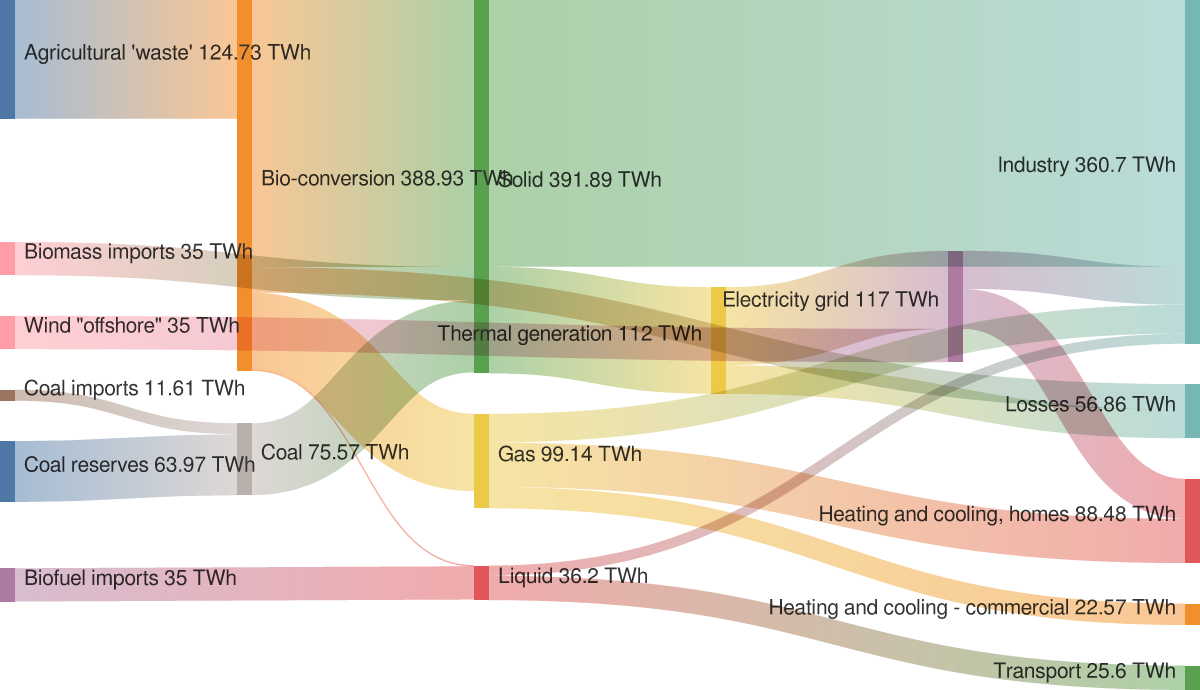 Agricultural 'waste' 124.73 TWh
Bio-conversion 388.93 TWh
Solid 391.89 TWh
Industry 360.7 TWh
Biomass imports 35 TWh
Wind "offshore" 35 TWh
Electricity grid 117 TWh
Thermal generation 112 TWh
Coal imports 11.61 TWh
Losses 56.86 TWh
Coal reserves 63.97 TWh
Coal 75.57 TWh
Gas 99.14 TWh
Heating and cooling, homes 88.48 TWh
Biofuel imports 35 TWh
Liquid 36.2 TWh
Heating and cooling - commercial 22.57 TWh
Transport 25.6 TWh